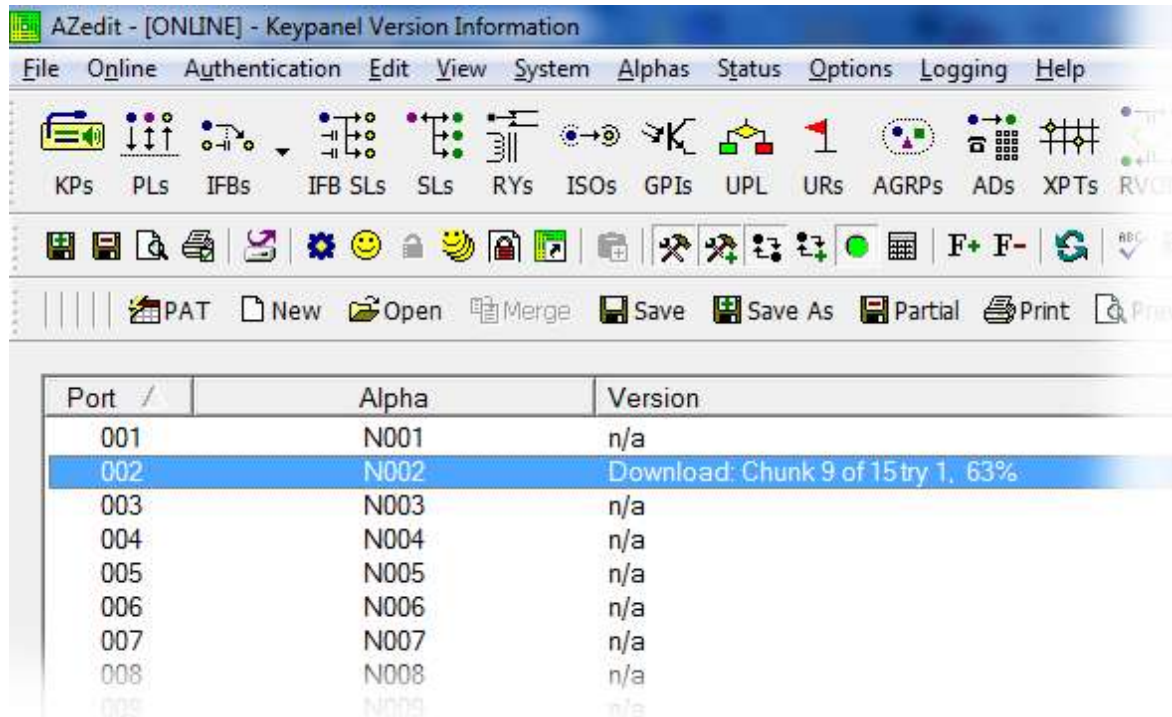 AZedit - [ONLINE] - Keypanel Version Information
File Online Authentication Edit View System Alphas Status Options Logging Help
KPs PLs IFBs IFB SLs SLs RYs ISOs GPIs UPL URs AGRPs ADs XPTs
F+ F- ABC
PAT New Open Merge Save Save As Partial Print
Port Alpha Version
001 N001 n/a
002 N002 Download: Chunk 9 of 15 try 1, 63%
003 N003 n/a
004 N004 n/a
005 N005 n/a
006 N006 n/a
007 N007 n/a
008 N008 n/a
009 N009 n/a